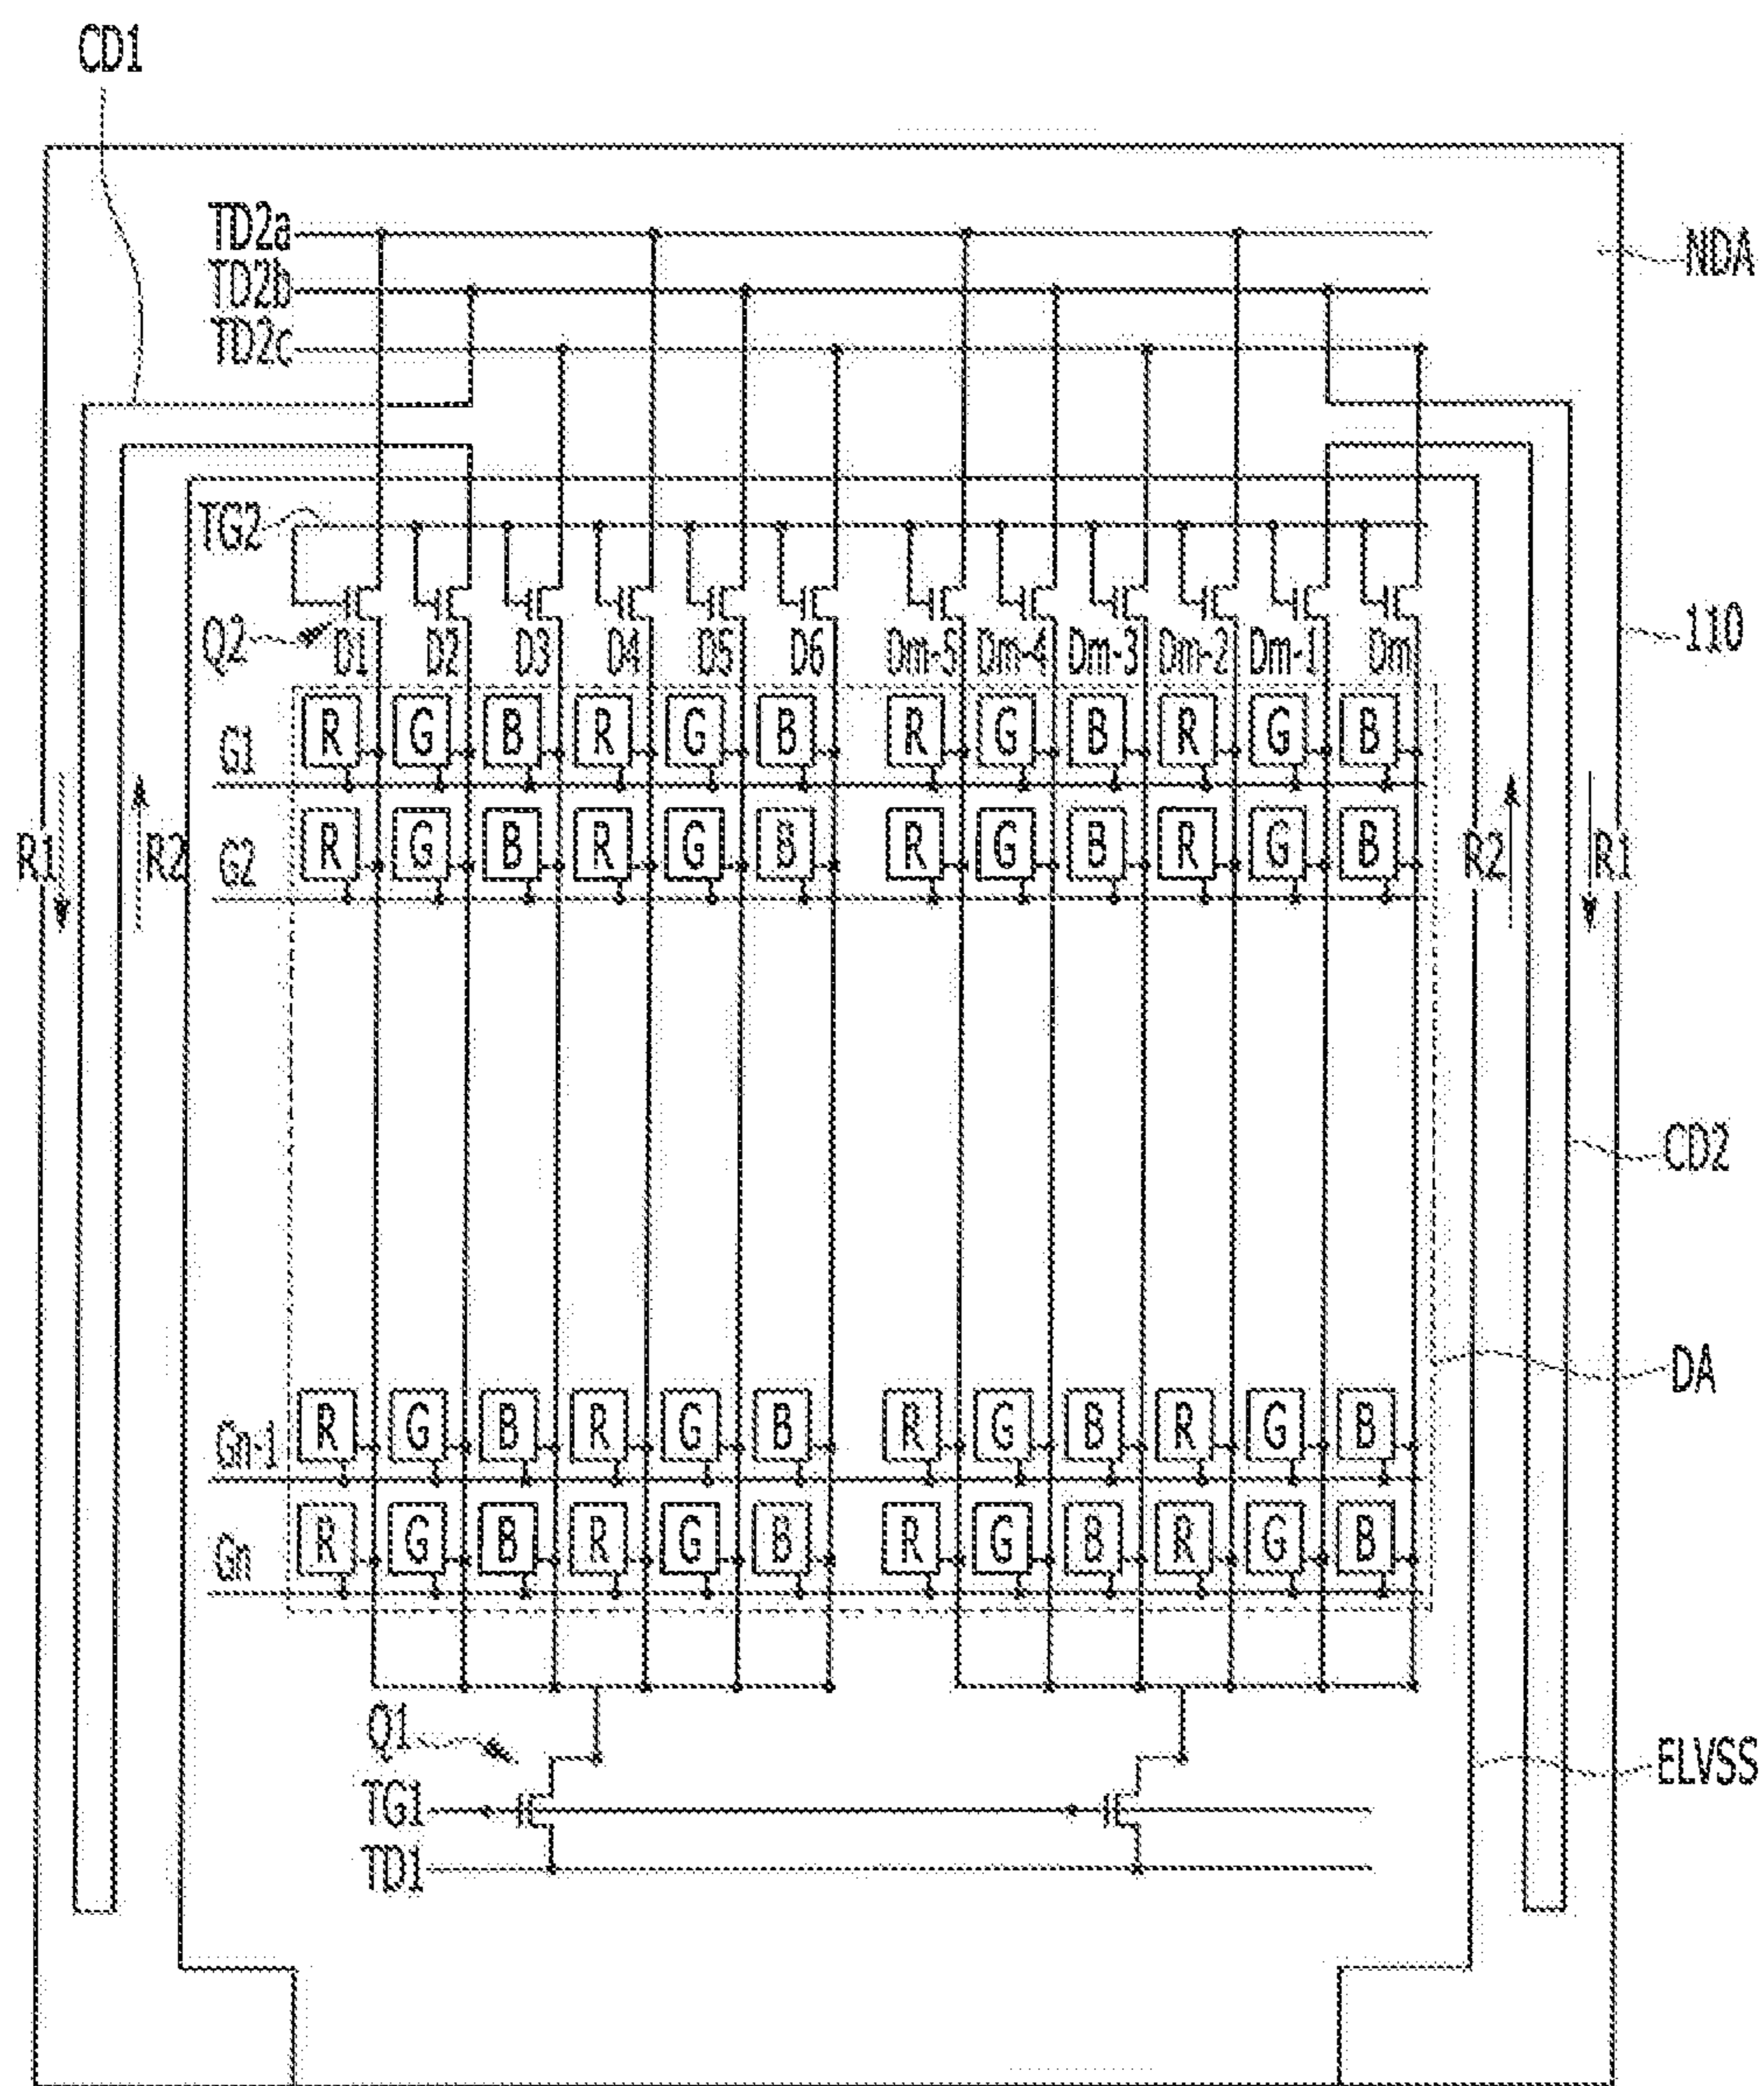 CD1
TD2a
NDA
TD2b
TD2c
TG2
Q2
110
D1 D2 D3 D4 D5 D6 Dm-5 Dm-4 Dm-3 Dm-2 Dm-1 Dm
G1 R G B R G B R G B R G B
R1 R2 G2 R G B R G B R G B R G B R2 R1
CD2
DA
Gn-1 R G B R G B R G B R G B
Gn R G B R G B R G B R G B
Q1
ELVSS
TG1
TD1